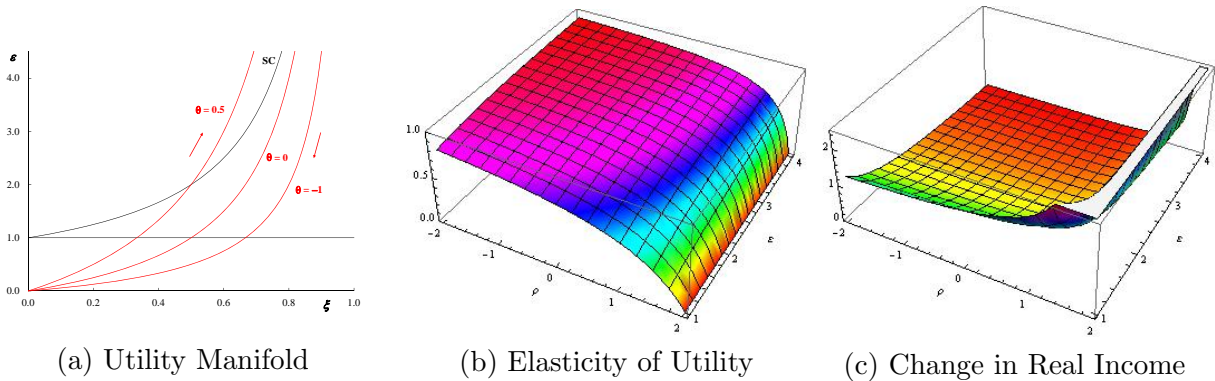 ε
4.0
3.0
2.0
1.0
0.0
0.0 0.2 0.4 0.6 0.8 ξ 1.0
SC
θ = 0.5
θ = 0
θ = −1
(a) Utility Manifold
1.0
0.5
0.0
−2
−1
0
1
2
ρ
1
2
3
4
ε
(b) Elasticity of Utility
2
1
0
−2
−1
0
1
2
ρ
1
2
3
4
ε
(c) Change in Real Income